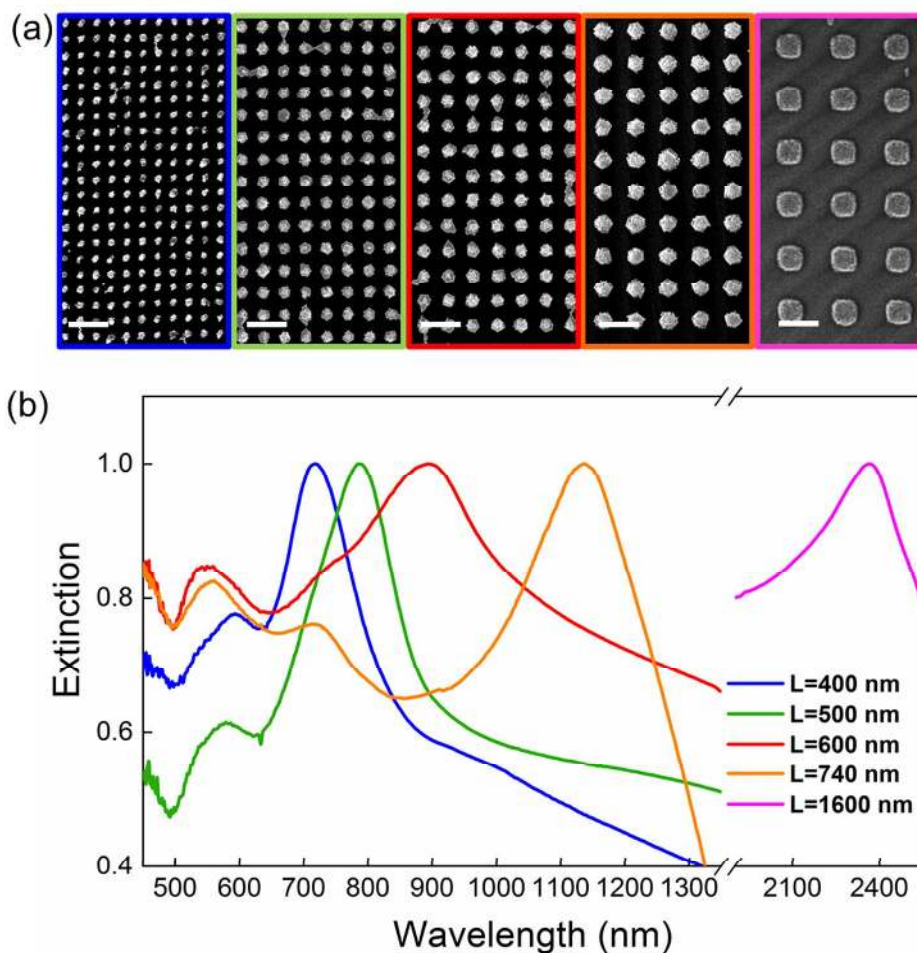 (a)
(b)
1.0
0.8
0.6
0.4
Extinction
500 600 700 800 900 1000 1100 1200 1300 2100 2400
Wavelength (nm)
L=400 nm
L=500 nm
L=600 nm
L=740 nm
L=1600 nm